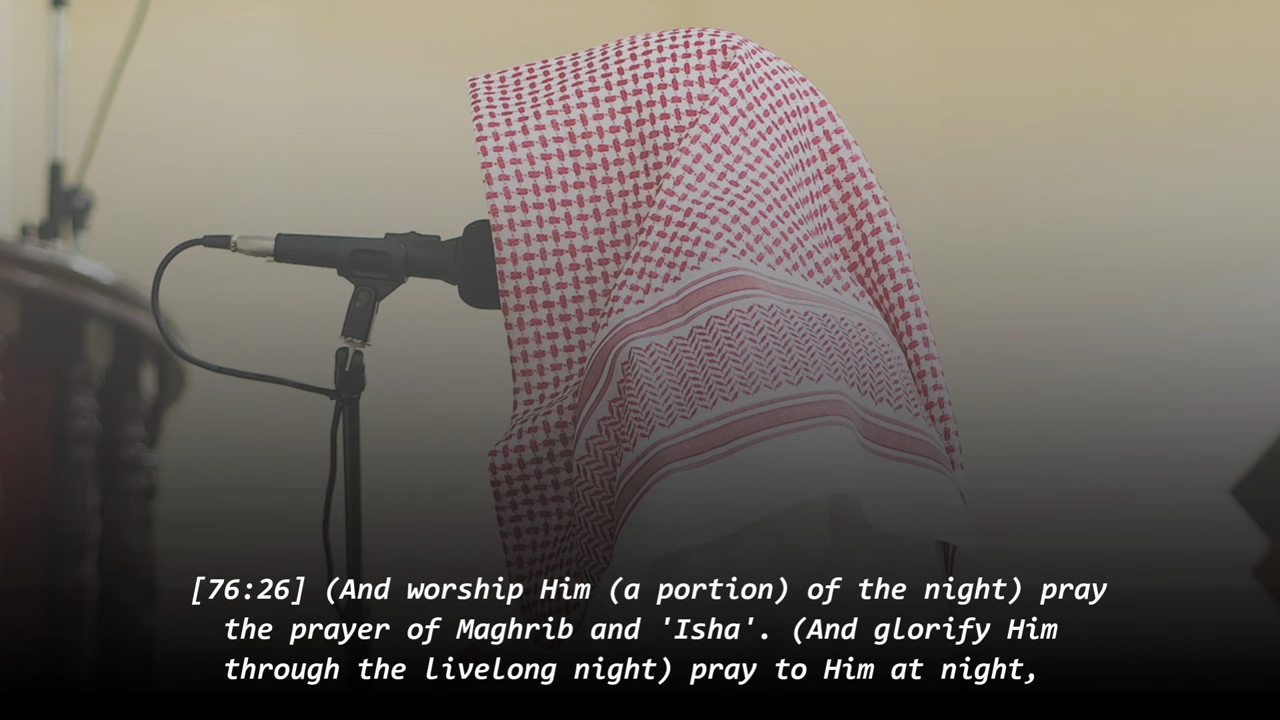 [76:26] (And worship Him (a portion) of the night) pray
the prayer of Maghrib and 'Isha'. (And glorify Him
through the livelong night) pray to Him at night,